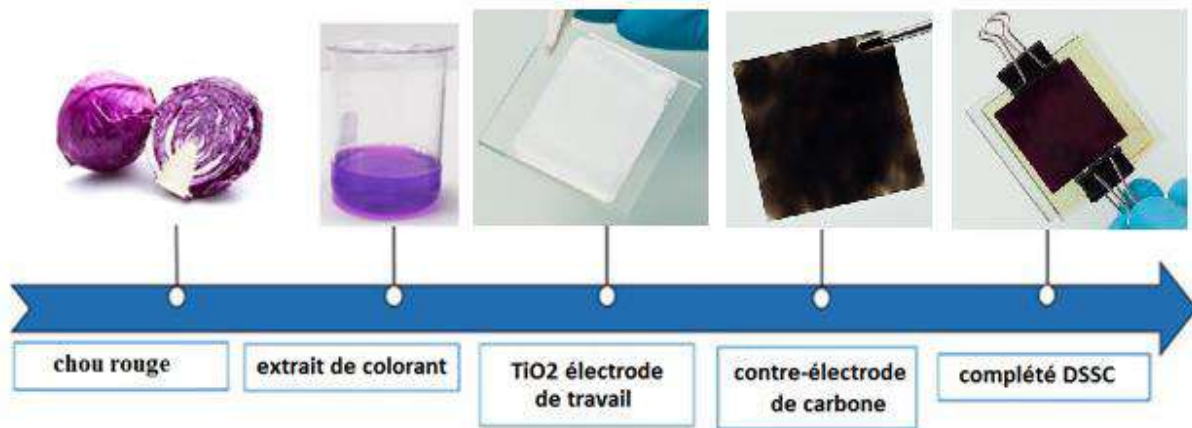 chou rouge
extrait de colorant
TiO2 électrode
de travail
contre-électrode
de carbone
complété DSSC